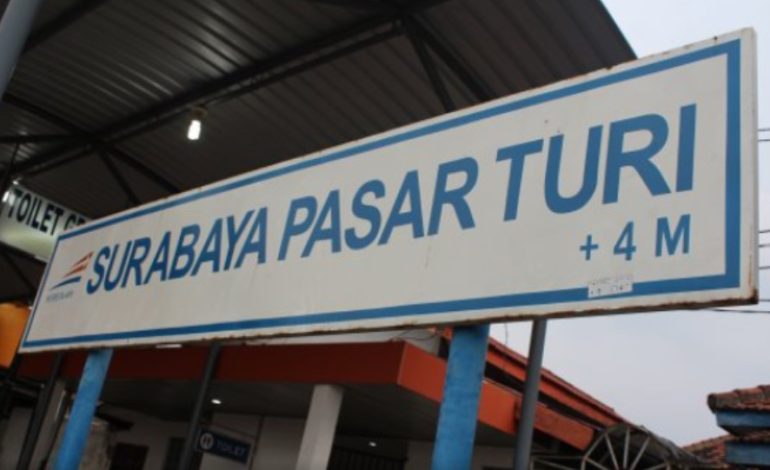 SURABAYA PASAR TURI
+ 4 M
TOILET
TOILET